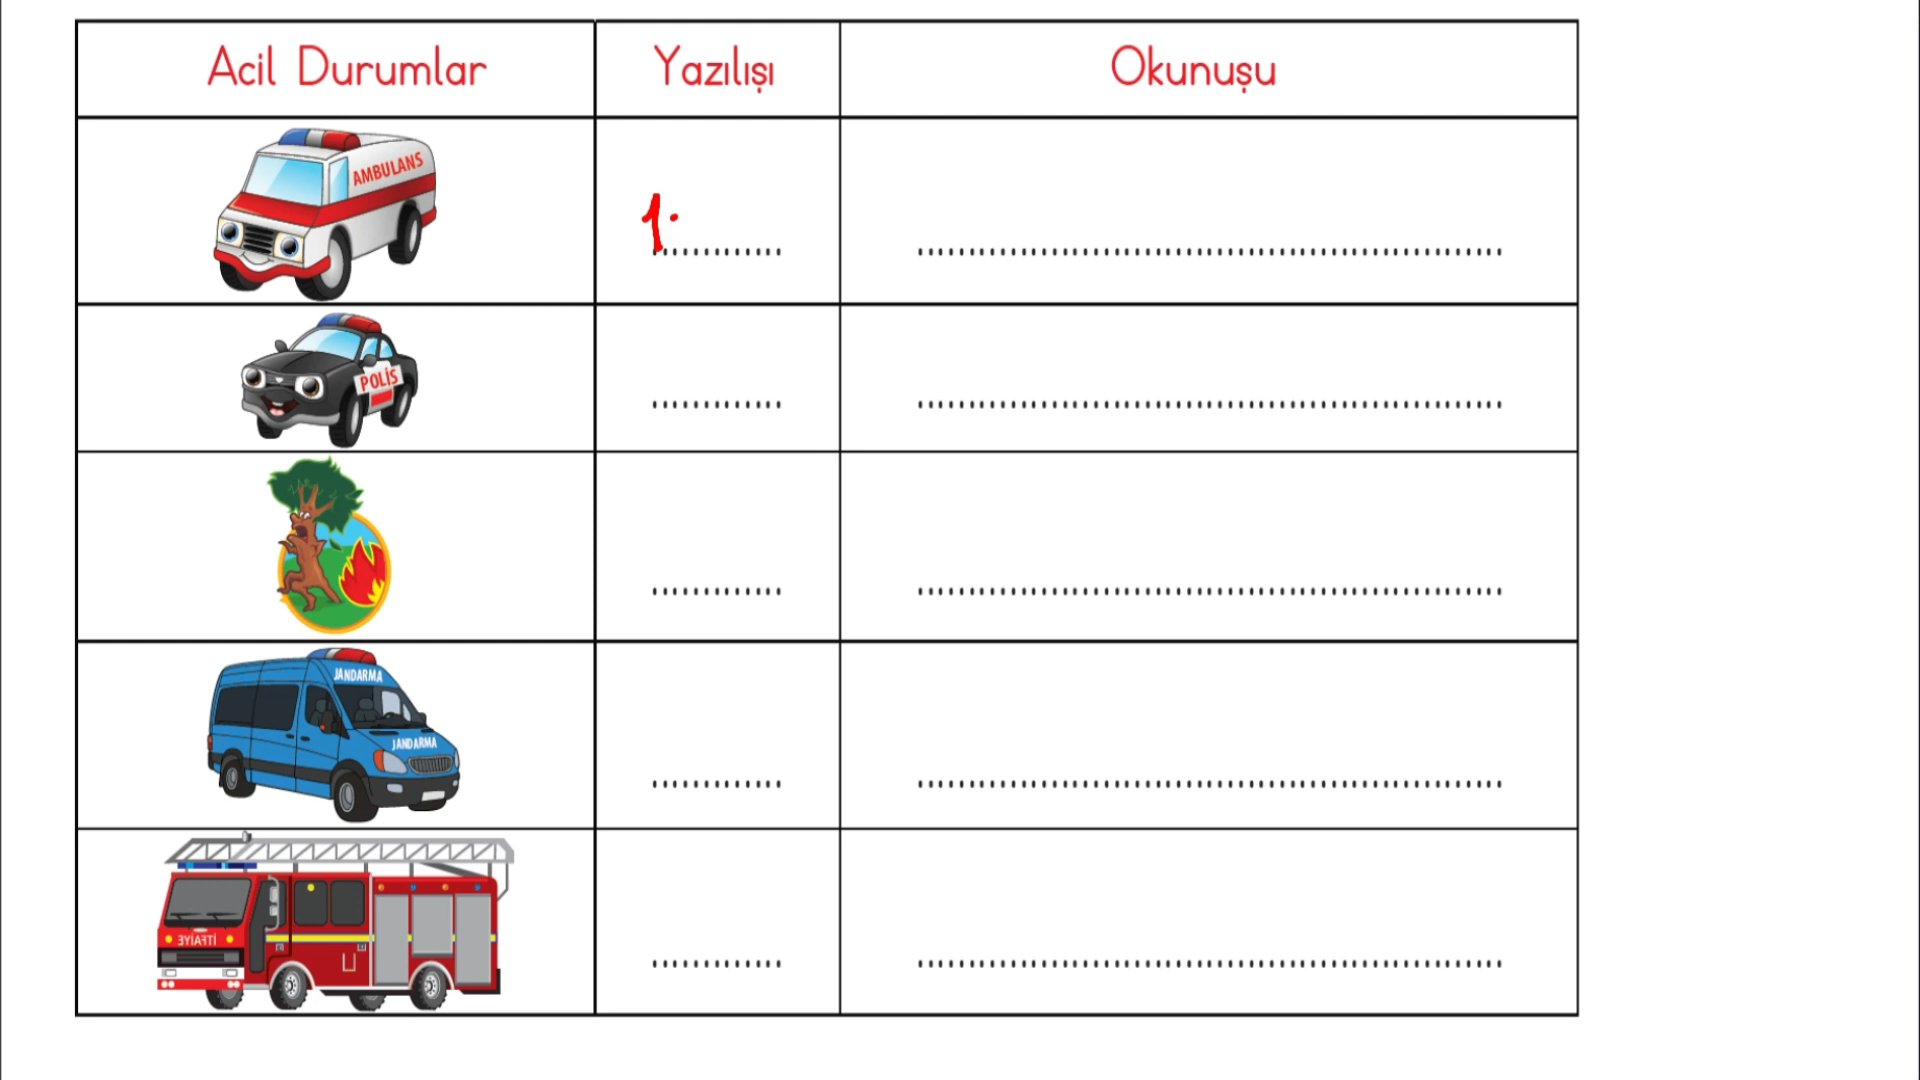 Acil Durumlar Yazılışı Okunuşu
AMBULANS
1.
POLİS
JANDARMA
JANDARMA
İTFAİYE